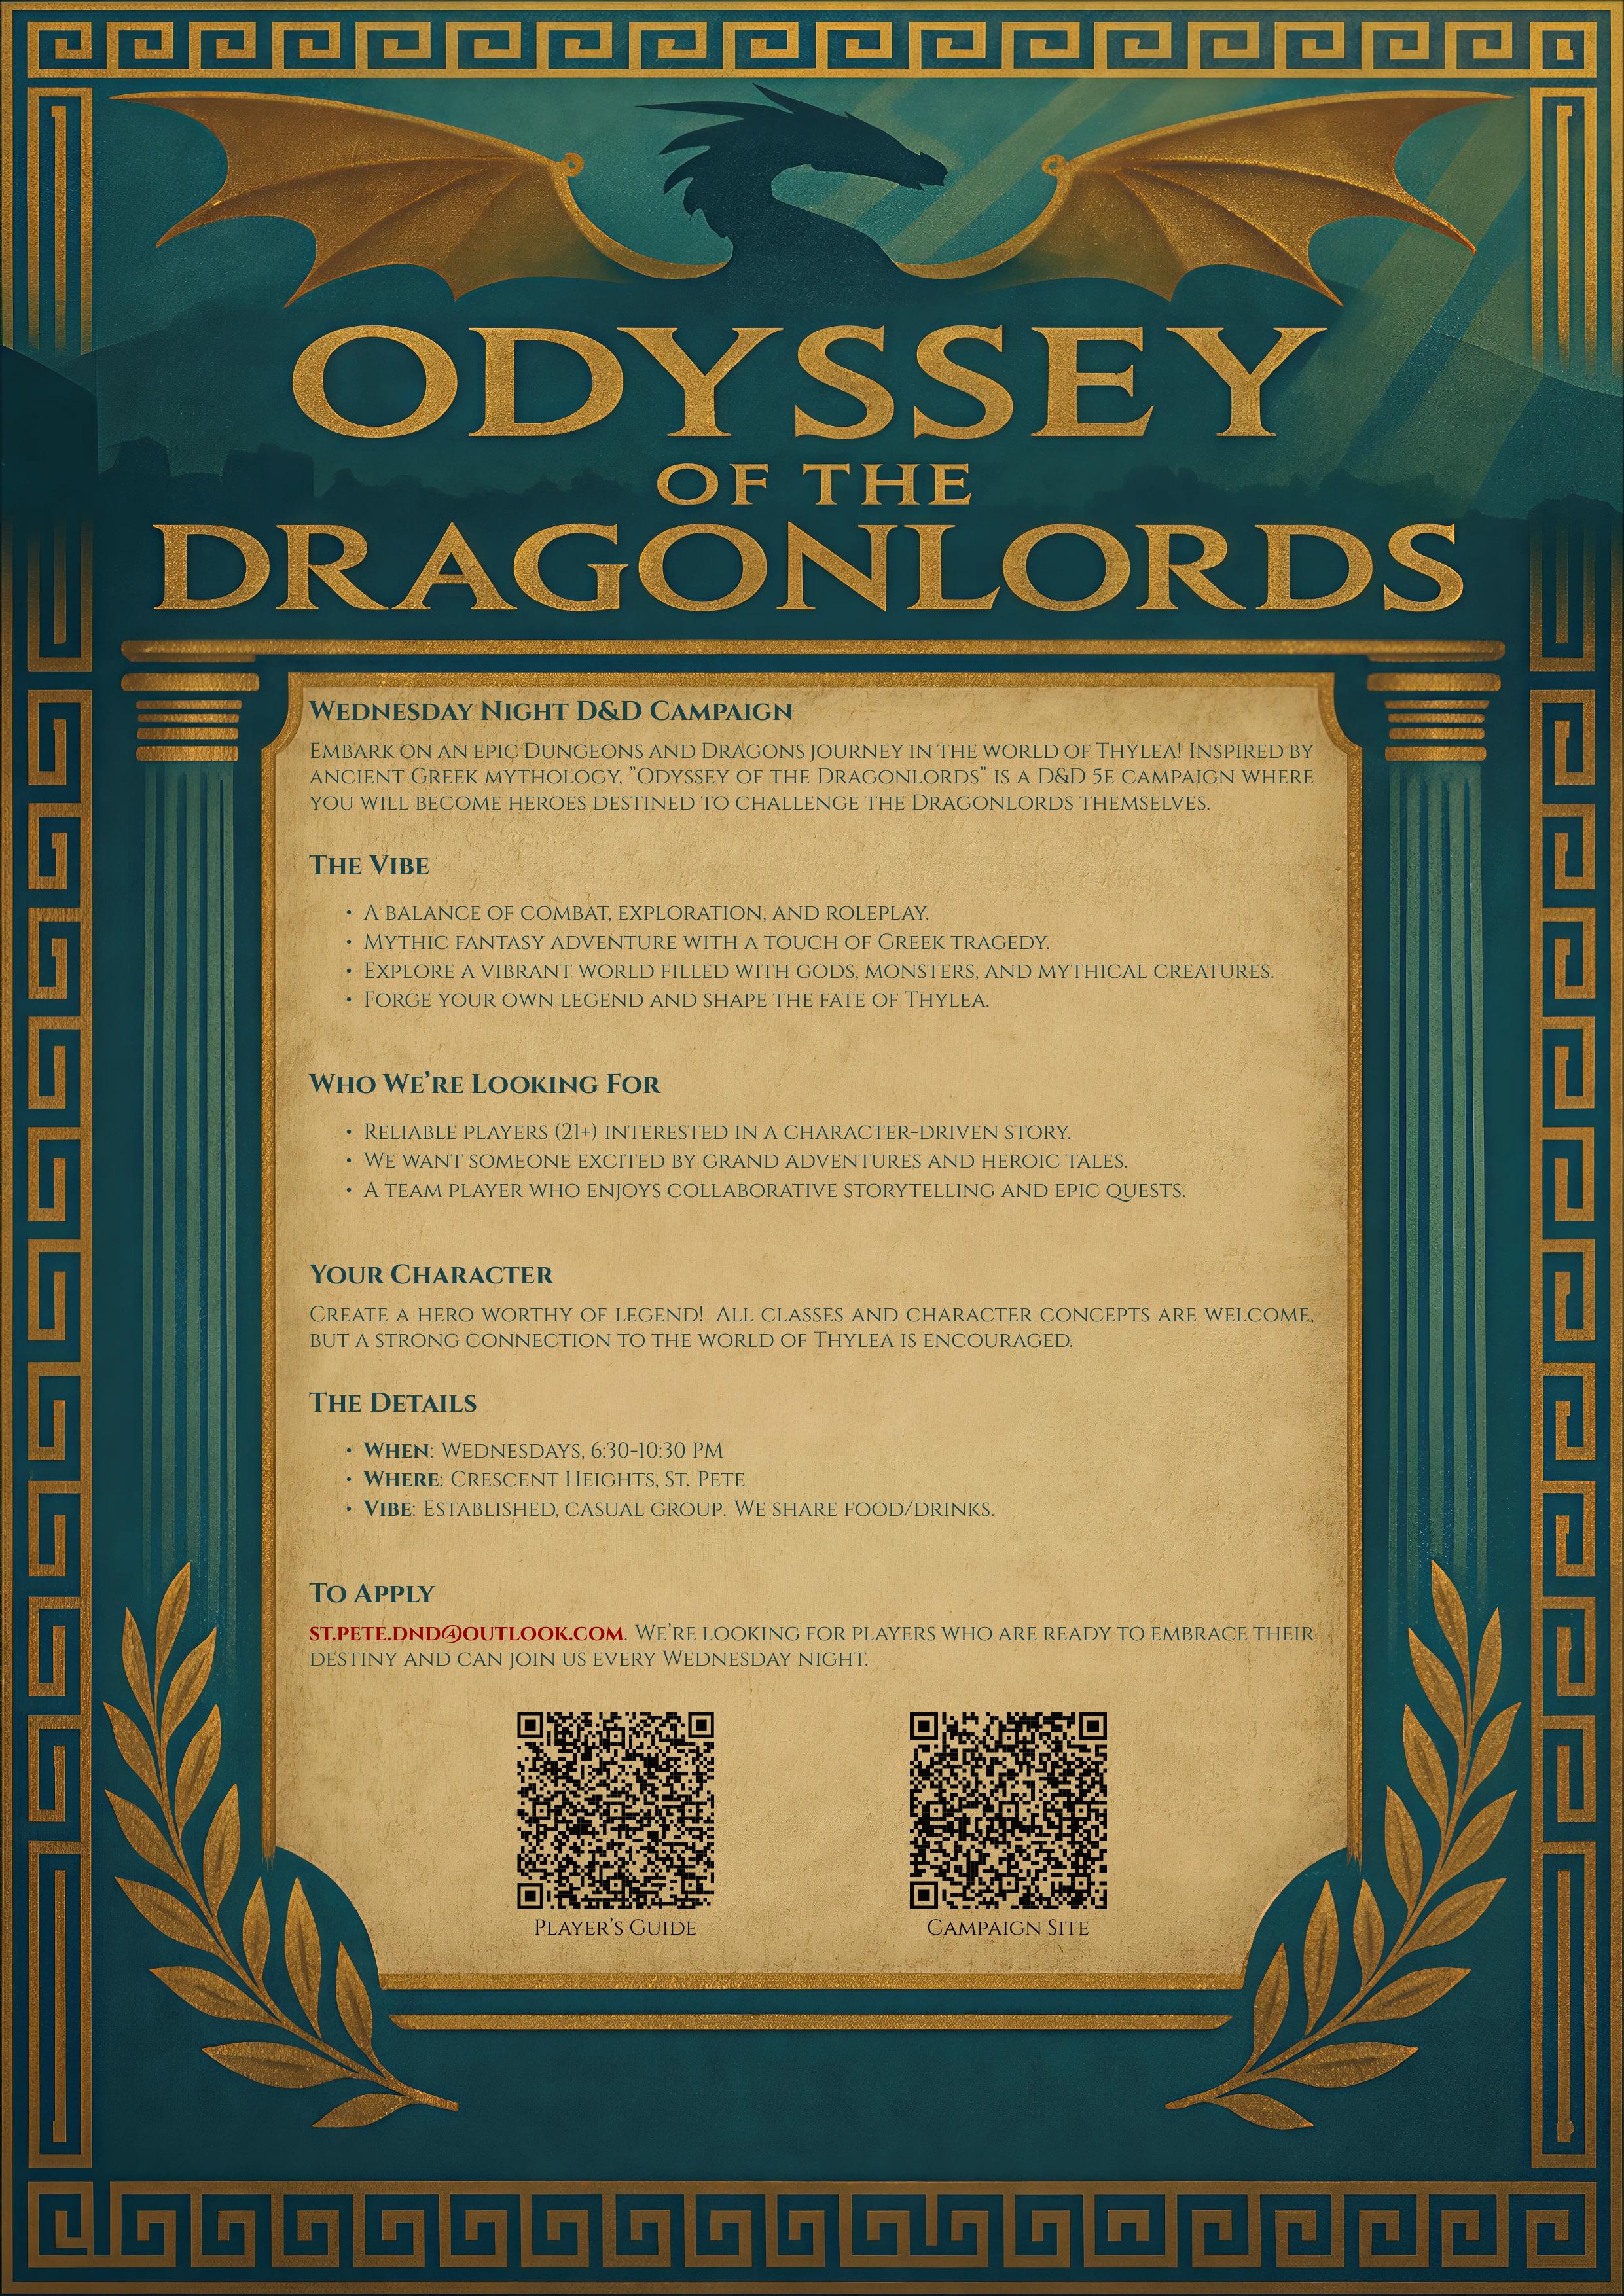 ODYSSEY
OF THE
DRAGONLORDS
Wednesday Night D&D Campaign
Embark on an epic Dungeons and Dragons journey in the world of Thylea! Inspired by
ancient Greek mythology, ”Odyssey of the Dragonlords” is a D&D 5e campaign where
you will become heroes destined to challenge the Dragonlords themselves.
The Vibe
• A balance of combat, exploration, and roleplay.
• Mythic fantasy adventure with a touch of Greek tragedy.
• Explore a vibrant world filled with gods, monsters, and mythical creatures.
• Forge your own legend and shape the fate of Thylea.
Who We’re Looking For
• Reliable players (21+) interested in a character-driven story.
• We want someone excited by grand adventures and heroic tales.
• A team player who enjoys collaborative storytelling and epic quests.
Your Character
Create a hero worthy of legend! All classes and character concepts are welcome,
but a strong connection to the world of Thylea is encouraged.
The Details
• When: Wednesdays, 6:30-10:30 PM
• Where: Crescent Heights, St. Pete
• Vibe: Established, casual group. We share food/drinks.
To Apply
st.pete.dnd@outlook.com. We’re looking for players who are ready to embrace their
destiny and can join us every Wednesday night.
Player’s Guide
Campaign Site